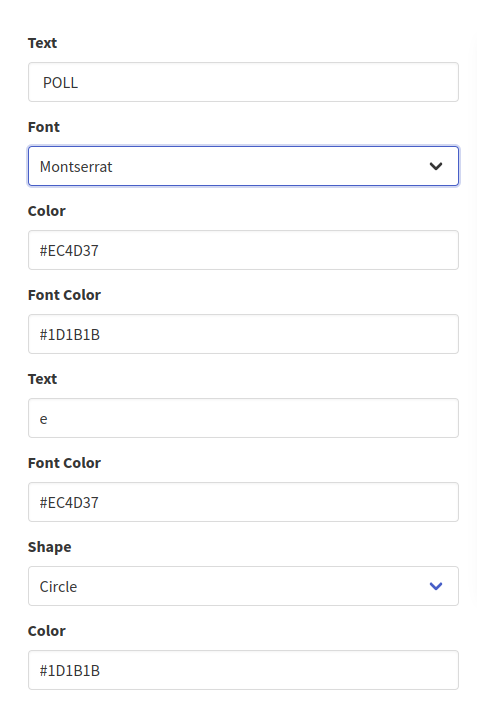 Text
POLL
Font
Montserrat
Color
#EC4D37
Font Color
#1D1B1B
Text
e
Font Color
#EC4D37
Shape
Circle
Color
#1D1B1B